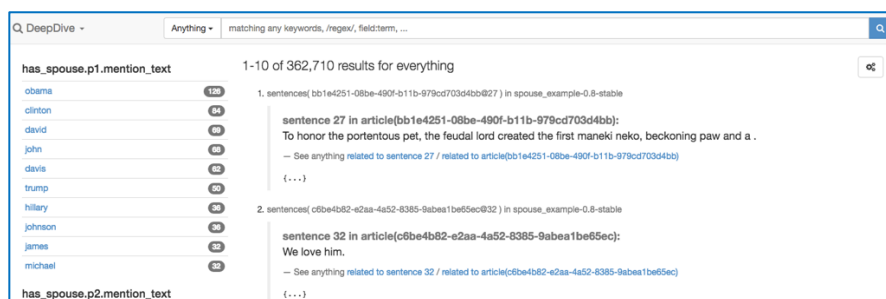 DeepDive
Anything
matching any keywords, /regex/, field:term, ...
has_spouse.p1.mention_text
obama 126
clinton 84
david 69
john 68
davis 62
trump 50
hillary 36
johnson 36
james 32
michael 32
has_spouse.p2.mention_text
1-10 of 362,710 results for everything
1. sentences( bb1e4251-08be-490f-b11b-979cd703d4bb@27 ) in spouse_example-0.8-stable
sentence 27 in article(bb1e4251-08be-490f-b11b-979cd703d4bb):
To honor the portentous pet, the feudal lord created the first maneki neko, beckoning paw and a .
— See anything related to sentence 27 / related to article(bb1e4251-08be-490f-b11b-979cd703d4bb)
{...}
2. sentences( c6be4b82-e2aa-4a52-8385-9abea1be65ec@32 ) in spouse_example-0.8-stable
sentence 32 in article(c6be4b82-e2aa-4a52-8385-9abea1be65ec):
We love him.
— See anything related to sentence 32 / related to article(c6be4b82-e2aa-4a52-8385-9abea1be65ec)
{...}